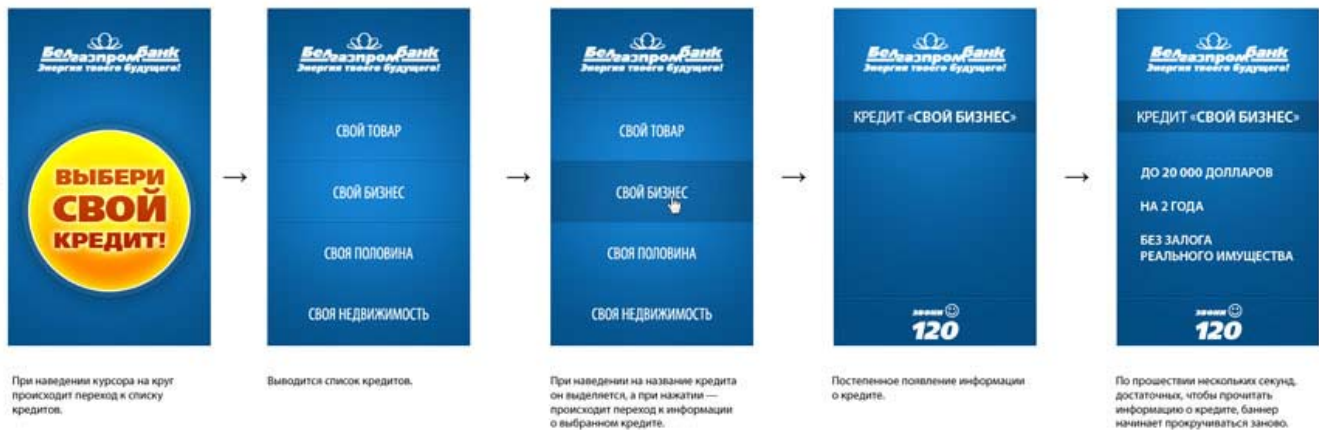 Белгазпромбанк
Энергия твоего будущего!
ВЫБЕРИ
СВОЙ
КРЕДИТ!
При наведении курсора на круг
происходит переход к списку
кредитов.
Белгазпромбанк
Энергия твоего будущего!
СВОЙ ТОВАР
СВОЙ БИЗНЕС
СВОЯ ПОЛОВИНА
СВОЯ НЕДВИЖИМОСТЬ
Выводится список кредитов.
Белгазпромбанк
Энергия твоего будущего!
СВОЙ ТОВАР
СВОЙ БИЗНЕС
СВОЯ ПОЛОВИНА
СВОЯ НЕДВИЖИМОСТЬ
При наведении на название кредита
он выделяется, а при нажатии —
происходит переход к информации
о выбранном кредите.
Белгазпромбанк
Энергия твоего будущего!
КРЕДИТ «СВОЙ БИЗНЕС»
звони
120
Постепенное появление информации
о кредите.
Белгазпромбанк
Энергия твоего будущего!
КРЕДИТ «СВОЙ БИЗНЕС»
ДО 20 000 ДОЛЛАРОВ
НА 2 ГОДА
БЕЗ ЗАЛОГА
РЕАЛЬНОГО ИМУЩЕСТВА
звони
120
По прошествии нескольких секунд,
достаточных, чтобы прочитать
информацию о кредите, баннер
начинает прокручиваться заново.